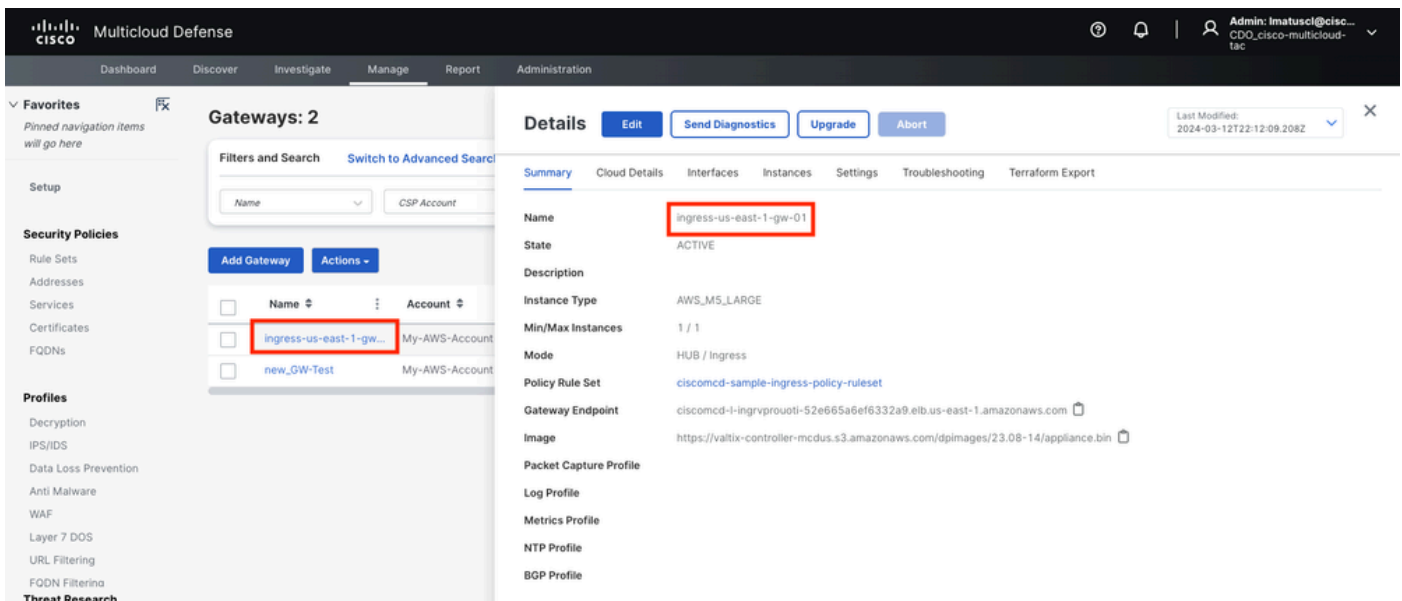 CISCO
Multicloud Defense
Admin: lmatuscl@cisc...
CDO_cisco-multicloud-
tac
Dashboard Discover Investigate Manage Report Administration
Favorites
Pinned navigation items
will go here
Setup
Security Policies
Rule Sets
Addresses
Services
Certificates
FQDNs
Profiles
Decryption
IPS/IDS
Data Loss Prevention
Anti Malware
WAF
Layer 7 DOS
URL Filtering
FQDN Filtering
Threat Research
Gateways: 2
Filters and Search Switch to Advanced Searc
Name CSP Account
Add Gateway Actions
Name Account
ingress-us-east-1-gw... My-AWS-Account
new_GW-Test My-AWS-Account
Details Edit Send Diagnostics Upgrade Abort
Last Modified:
2024-03-12T22:12:09.208Z
Summary Cloud Details Interfaces Instances Settings Troubleshooting Terraform Export
Name ingress-us-east-1-gw-01
State ACTIVE
Description
Instance Type AWS_M5_LARGE
Min/Max Instances 1 / 1
Mode HUB / Ingress
Policy Rule Set ciscomcd-sample-ingress-policy-ruleset
Gateway Endpoint ciscomcd-l-ingrvprouoti-52e665a6ef6332a9.elb.us-east-1.amazonaws.com
Image https://valtix-controller-mcdus.s3.amazonaws.com/dpimages/23.08-14/appliance.bin
Packet Capture Profile
Log Profile
Metrics Profile
NTP Profile
BGP Profile